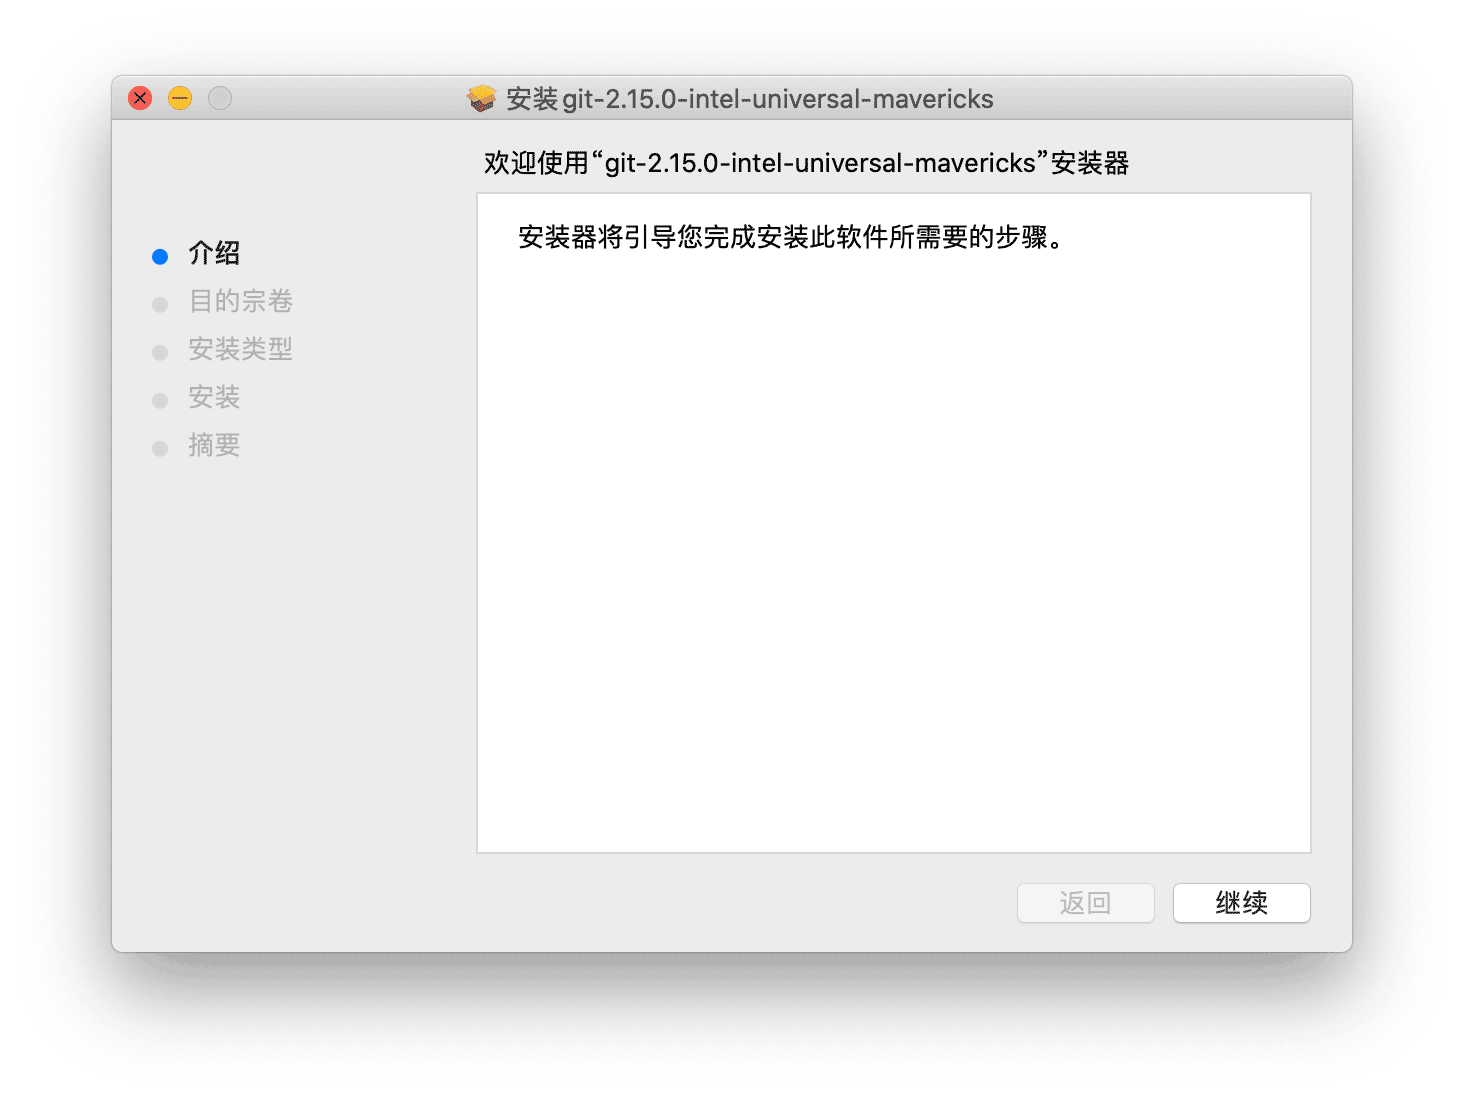 安装git-2.15.0-intel-universal-mavericks
欢迎使用“git-2.15.0-intel-universal-mavericks”安装器
安装器将引导您完成安装此软件所需要的步骤。
介绍
目的宗卷
安装类型
安装
摘要
返回
继续